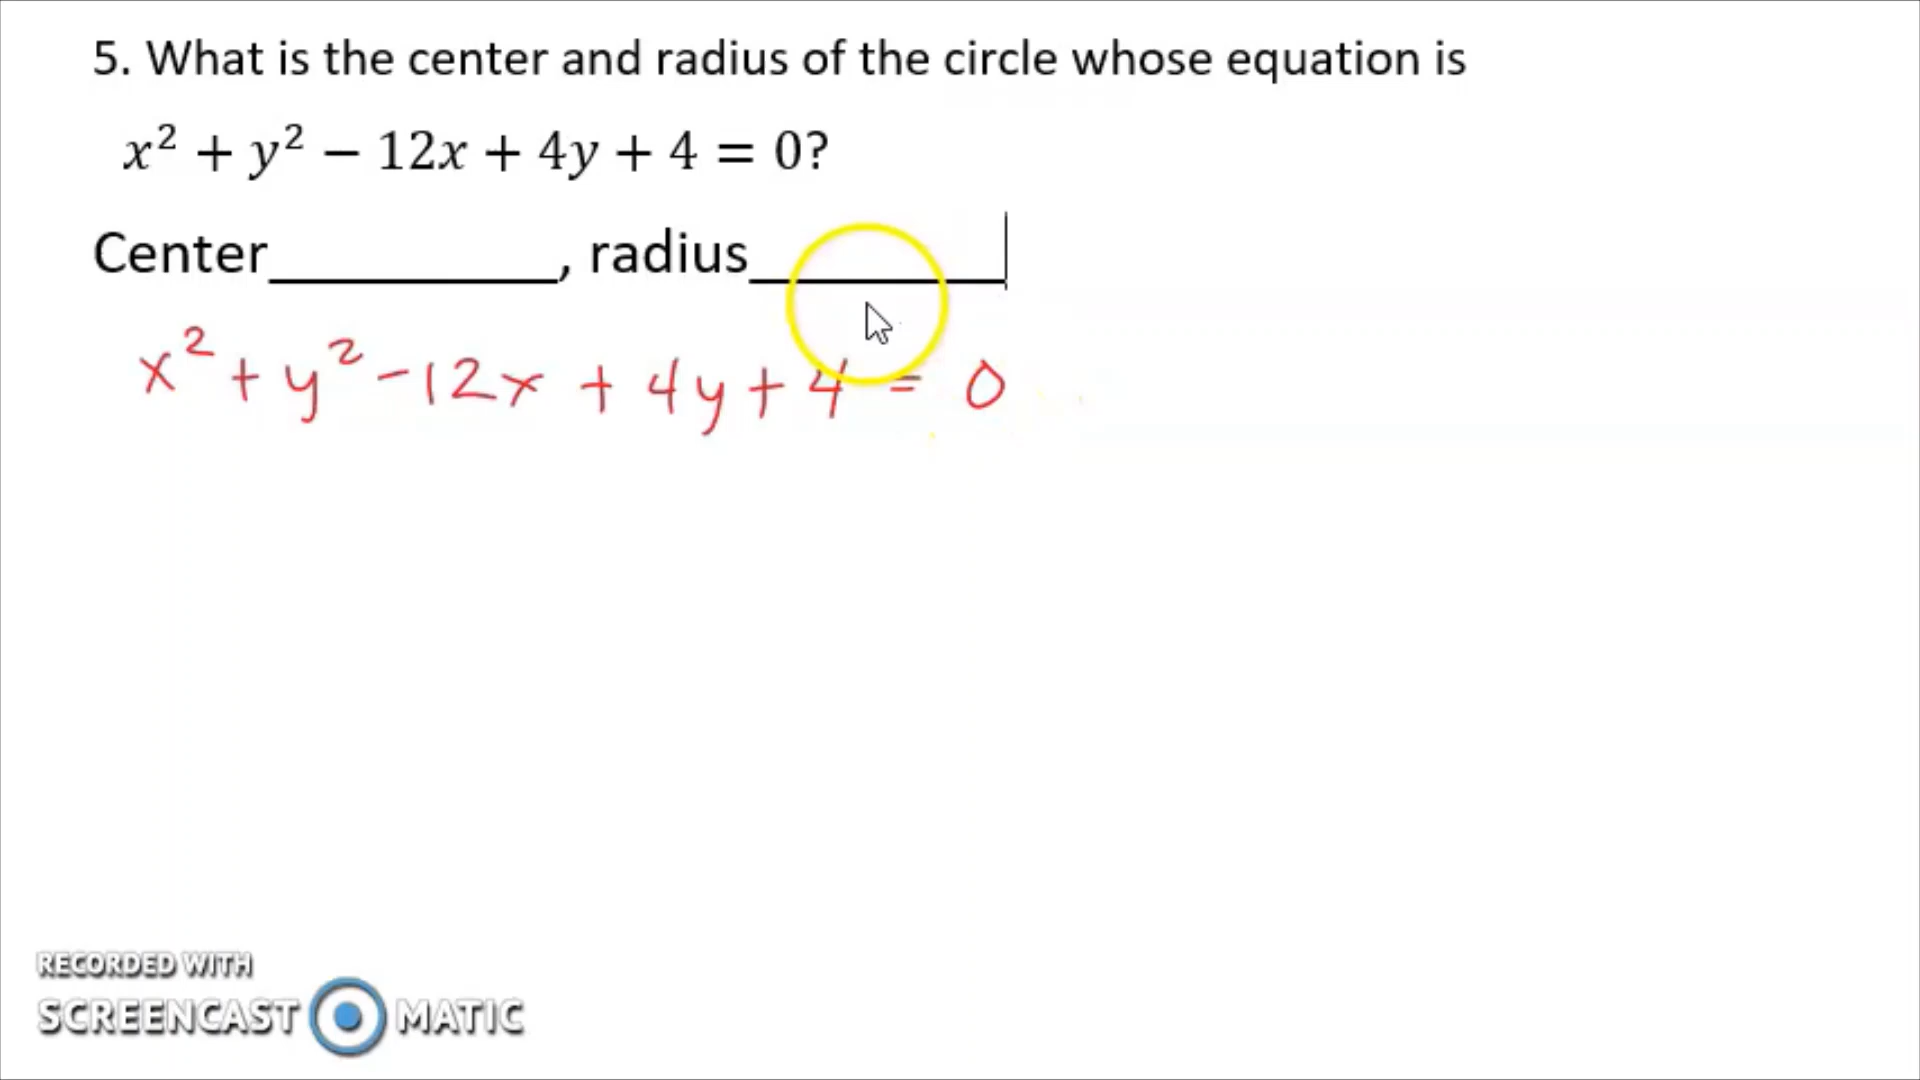 5. What is the center and radius of the circle whose equation is
x² + y² − 12x + 4y + 4 = 0?
Center__________, radius_________
x² + y² - 12x + 4y + 4 = 0
RECORDED WITH
SCREENCAST MATIC